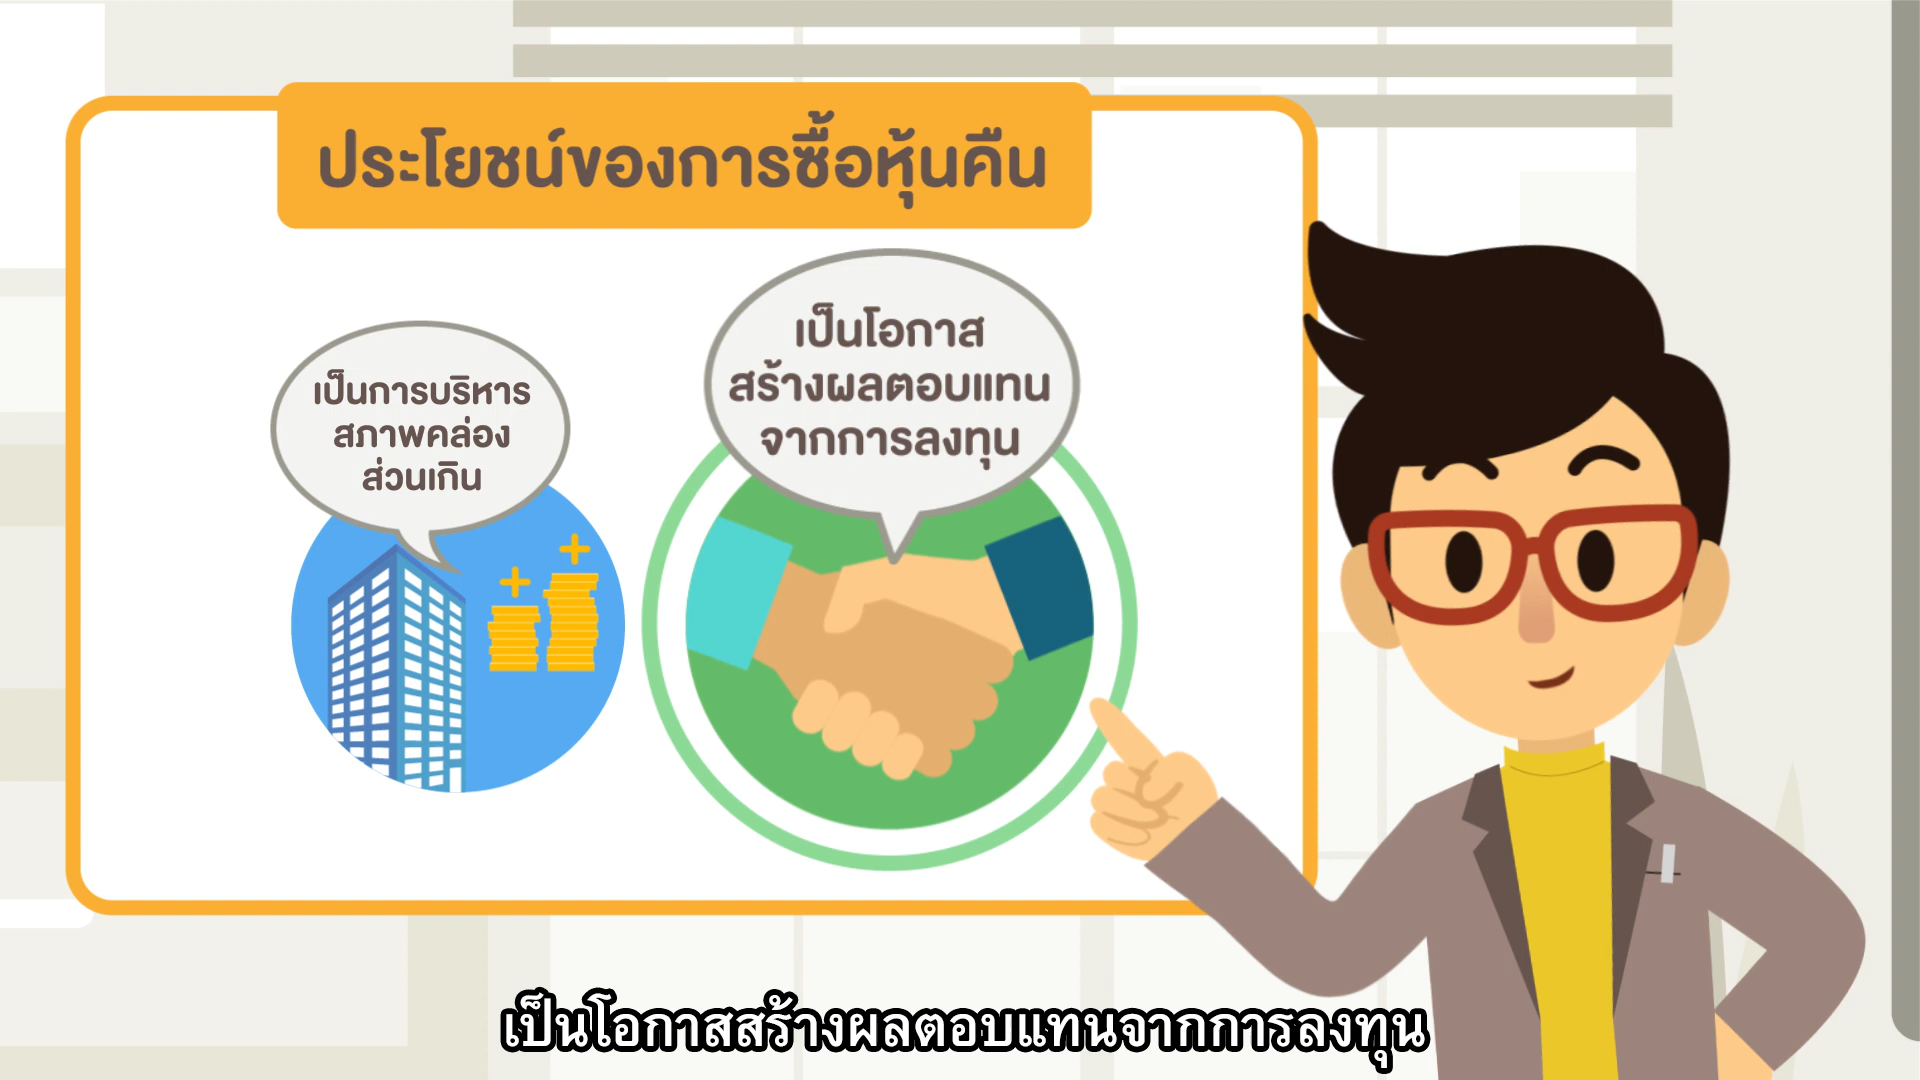 ประโยชน์ของการซื้อหุ้นคืน
เป็นการบริหาร
สภาพคล่อง
ส่วนเกิน
เป็นโอกาส
สร้างผลตอบแทน
จากการลงทุน
เป็นโอกาสสร้างผลตอบแทนจากการลงทุน